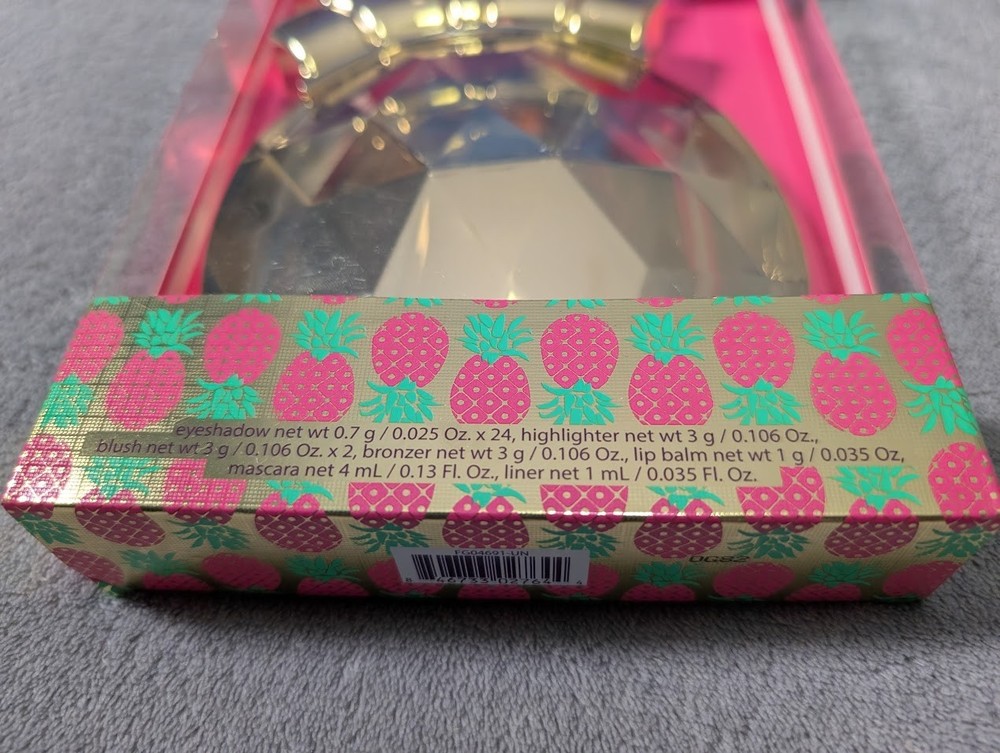 eyeshadow net wt 0.7 g / 0.025 Oz. x 24, highlighter net wt 3 g / 0.106 Oz.,
blush net wt 3 g / 0.106 Oz. x 2, bronzer net wt 3 g / 0.106 Oz., lip balm net wt 1 g / 0.035 Oz,
mascara net 4 mL / 0.13 Fl. Oz., liner net 1 mL / 0.035 Fl. Oz.
FG04691-UN